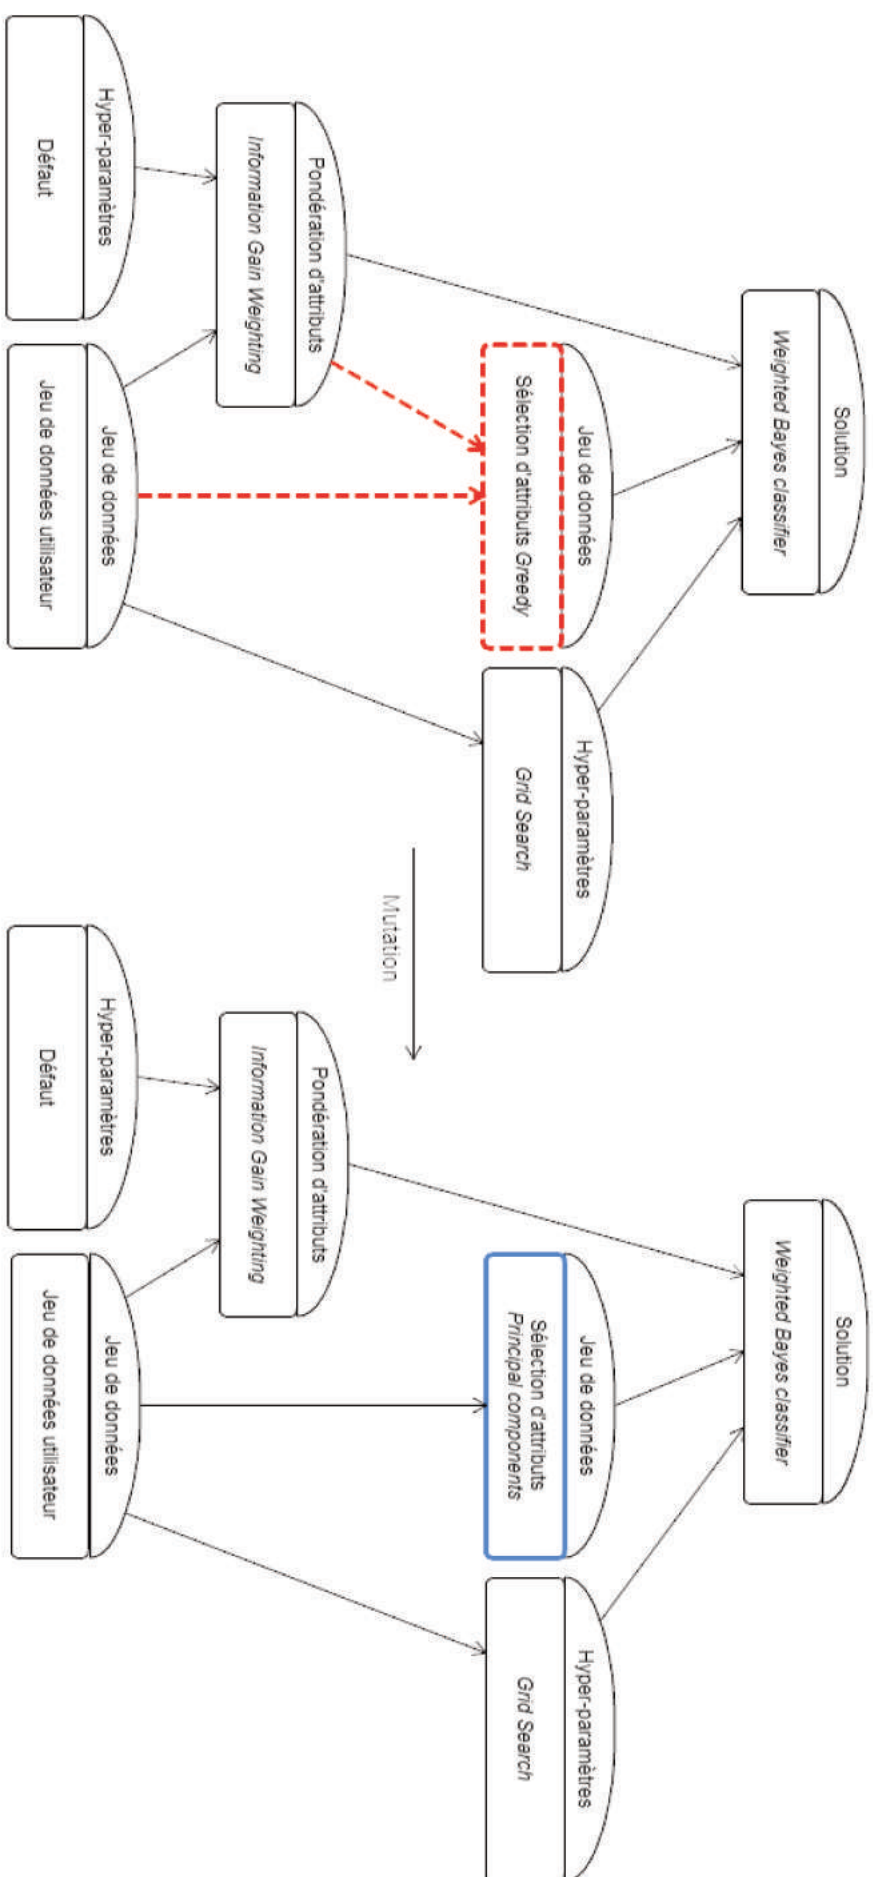 Solution
Weighted Bayes classifier
Jeu de données
Sélection d'attributs Greedy
Hyper-paramètres
Grid Search
Pondération d'attributs
Information Gain Weighting
Hyper-paramètres
Défaut
Jeu de données
Jeu de données utilisateur
Mutation
Solution
Weighted Bayes classifier
Jeu de données
Sélection d'attributs
Principal components
Hyper-paramètres
Grid Search
Pondération d'attributs
Information Gain Weighting
Hyper-paramètres
Défaut
Jeu de données
Jeu de données utilisateur